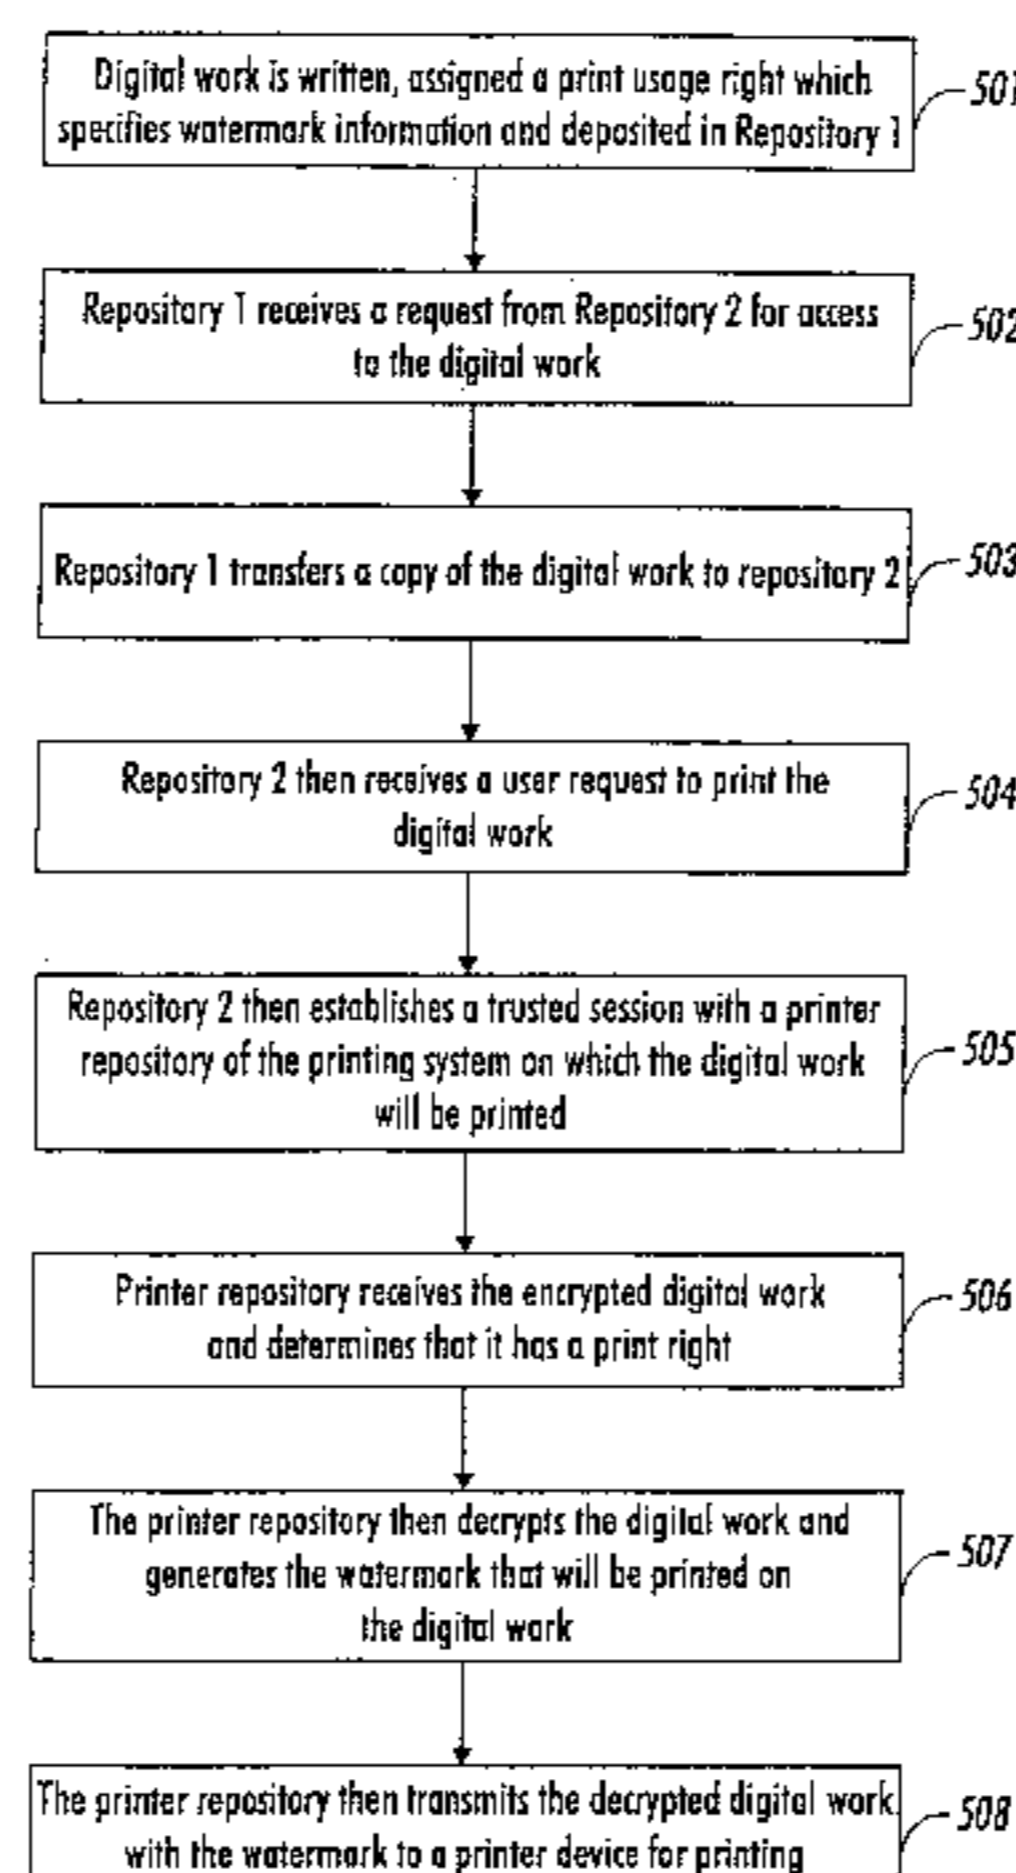 Digital work is written, assigned a print usage right which
specifies watermark information and deposited in Repository 1
501
Repository 1 receives a request from Repository 2 for access
to the digital work
502
Repository 1 transfers a copy of the digital work to repository 2
503
Repository 2 then receives a user request to print the
digital work
504
Repository 2 then establishes a trusted session with a printer
repository of the printing system on which the digital work
will be printed
505
Printer repository receives the encrypted digital work
and determines that it has a print right
506
The printer repository then decrypts the digital work and
generates the watermark that will be printed on
the digital work
507
The printer repository then transmits the decrypted digital work
with the watermark to a printer device for printing
508